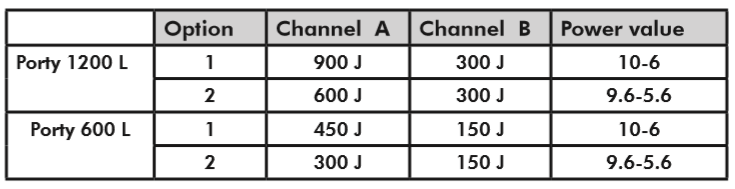 Option Channel A Channel B Power value
Porty 1200 L 1 900 J 300 J 10-6
2 600 J 300 J 9.6-5.6
Porty 600 L 1 450 J 150 J 10-6
2 300 J 150 J 9.6-5.6